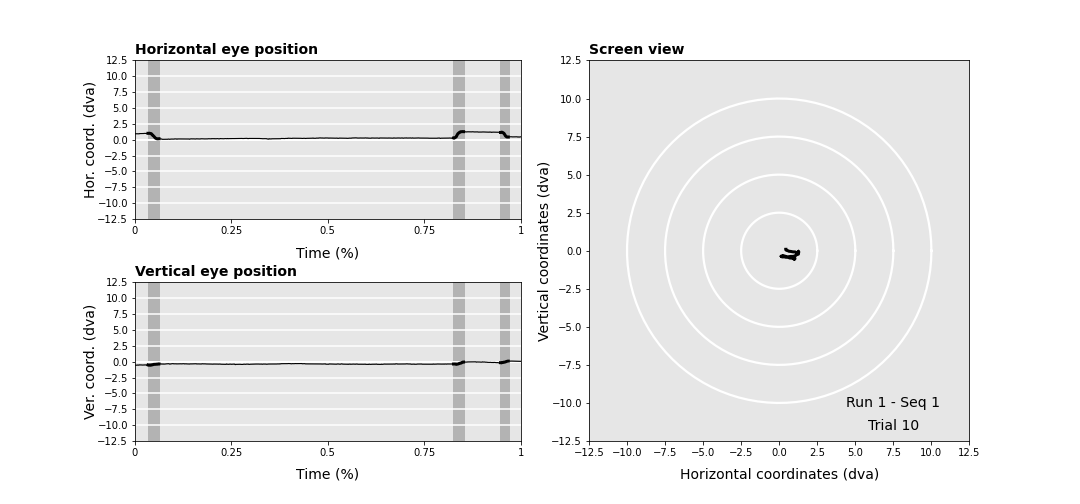 Horizontal eye position
Hor. coord. (dva)
12.5
10.0
7.5
5.0
2.5
0.0
−2.5
−5.0
−7.5
−10.0
−12.5
0 0.25 0.5 0.75 1
Time (%)
Vertical eye position
Ver. coord. (dva)
12.5
10.0
7.5
5.0
2.5
0.0
−2.5
−5.0
−7.5
−10.0
−12.5
0 0.25 0.5 0.75 1
Time (%)
Screen view
Vertical coordinates (dva)
12.5
10.0
7.5
5.0
2.5
0.0
−2.5
−5.0
−7.5
−10.0
−12.5
Run 1 - Seq 1
Trial 10
−12.5 −10.0 −7.5 −5.0 −2.5 0.0 2.5 5.0 7.5 10.0 12.5
Horizontal coordinates (dva)